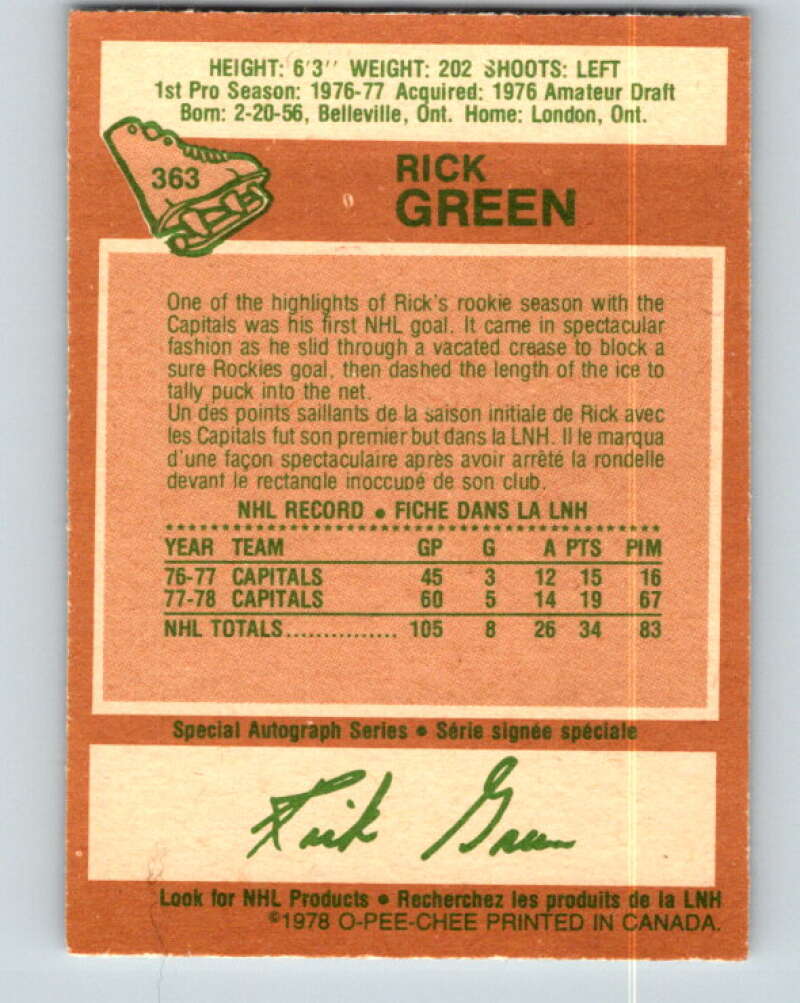 HEIGHT: 6'3'' WEIGHT: 202 SHOOTS: LEFT
1st Pro Season: 1976-77 Acquired: 1976 Amateur Draft
Born: 2-20-56, Belleville, Ont. Home: London, Ont.
363
RICK
GREEN
One of the highlights of Rick's rookie season with the
Capitals was his first NHL goal. It came in spectacular
fashion as he slid through a vacated crease to block a
sure Rockies goal, then dashed the length of the ice to
tally puck into the net.
Un des points saillants de la saison initiale de Rick avec
les Capitals fut son premier but dans la LNH. Il le marqua
d'une façon spectaculaire après avoir arrêté la rondelle
devant le rectangle inoccupé de son club.
NHL RECORD • FICHE DANS LA LNH
YEAR TEAM GP G A PTS PIM
76-77 CAPITALS 45 3 12 15 16
77-78 CAPITALS 60 5 14 19 67
NHL TOTALS............... 105 8 26 34 83
Special Autograph Series • Série signée spéciale
Rick Green
Look for NHL Products • Recherchez les produits de la LNH
©1978 O-PEE-CHEE PRINTED IN CANADA.